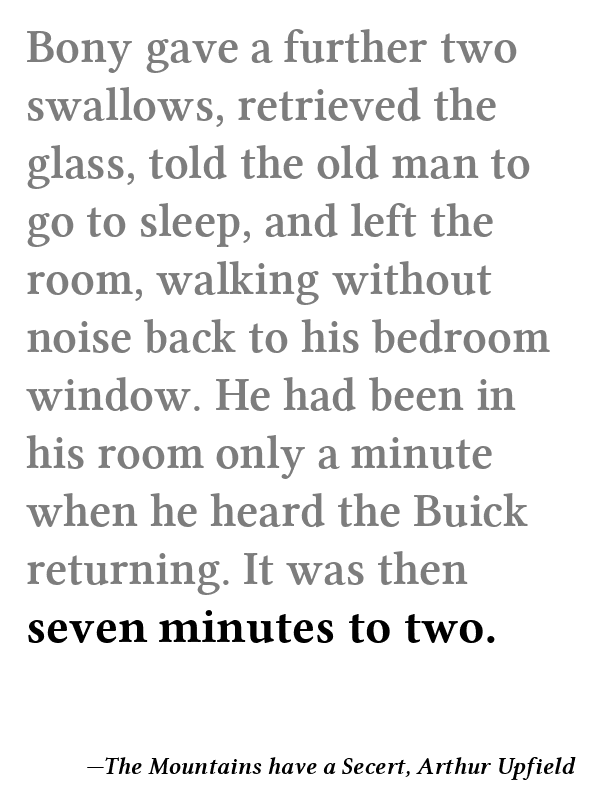 Bony gave a further two
swallows, retrieved the
glass, told the old man to
go to sleep, and left the
room, walking without
noise back to his bedroom
window. He had been in
his room only a minute
when he heard the Buick
returning. It was then
seven minutes to two.
—The Mountains have a Secert, Arthur Upfield